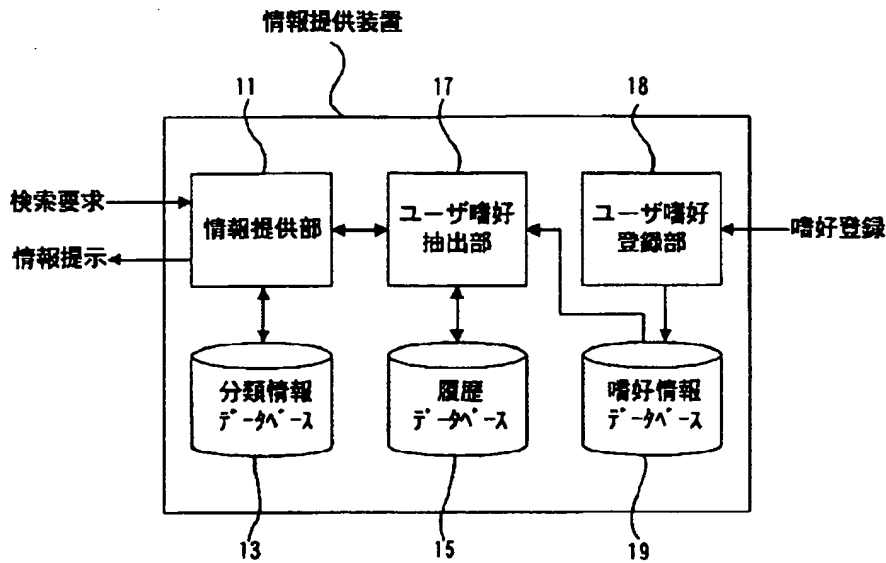 情報提供装置
11
17
18
検索要求
情報提示
情報提供部
ユーザ嗜好
抽出部
ユーザ嗜好
登録部
嗜好登録
分類情報
データベース
履歴
データベース
嗜好情報
データベース
13
15
19